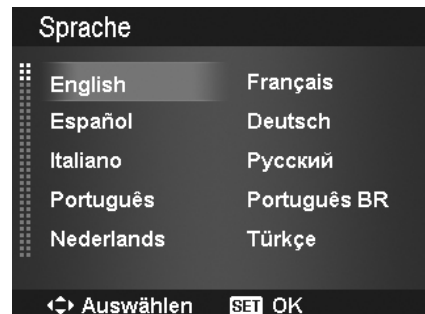 Sprache
English Français
Español Deutsch
Italiano Русский
Português Português BR
Nederlands Türkçe
Auswählen SET OK